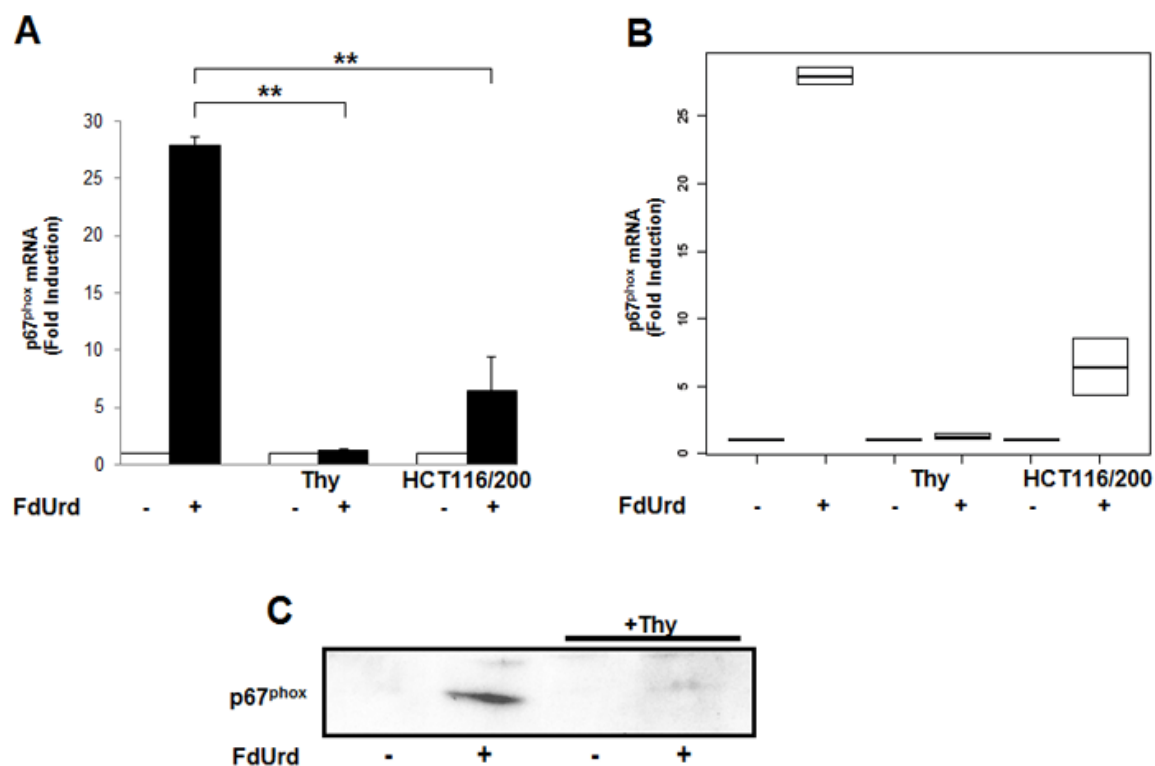 A
**
**
30
25
20
15
10
5
0
p67phox mRNA
(Fold Induction)
Thy HCT116/200
FdUrd - + - + - +
B
25
20
15
10
5
0
p67phox mRNA
(Fold Induction)
Thy HCT116/200
FdUrd - + - + - +
C
+Thy
p67phox
FdUrd - + - +